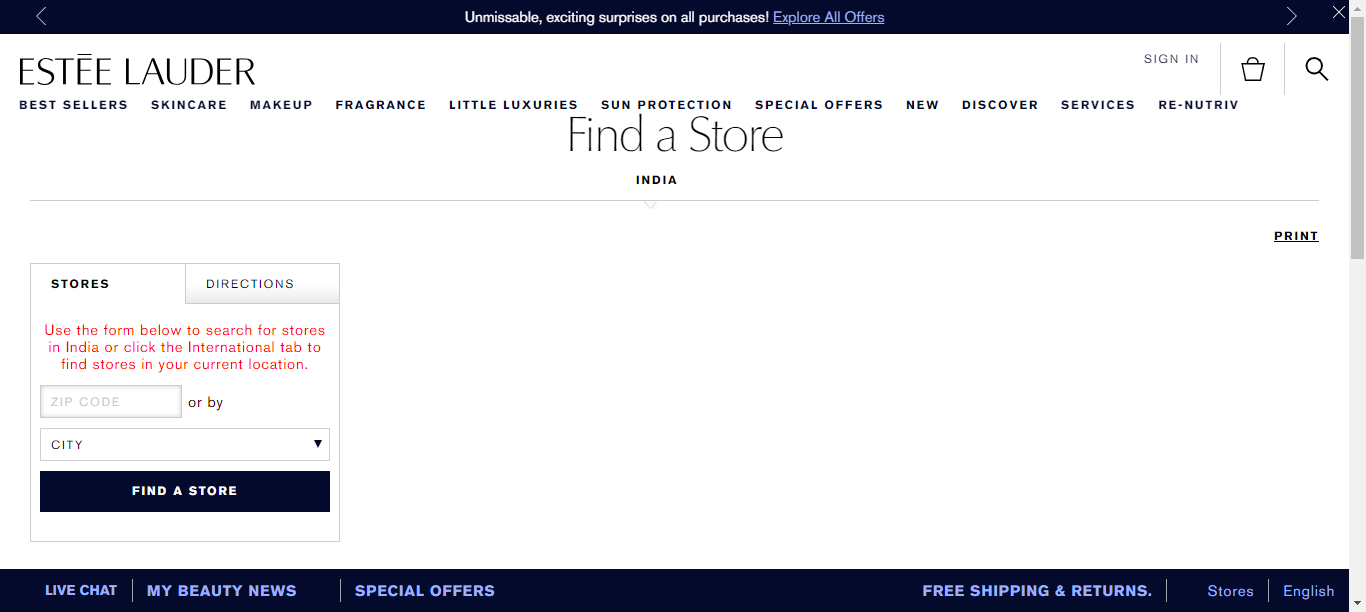 Unmissable, exciting surprises on all purchases! Explore All Offers
SIGN IN
ESTĒE LAUDER
BEST SELLERS SKINCARE MAKEUP FRAGRANCE LITTLE LUXURIES SUN PROTECTION SPECIAL OFFERS NEW DISCOVER SERVICES RE-NUTRIV
Find a Store
INDIA
PRINT
STORES DIRECTIONS
Use the form below to search for stores
in India or click the International tab to
find stores in your current location.
ZIP CODE or by
CITY
FIND A STORE
LIVE CHAT MY BEAUTY NEWS SPECIAL OFFERS FREE SHIPPING & RETURNS. Stores English